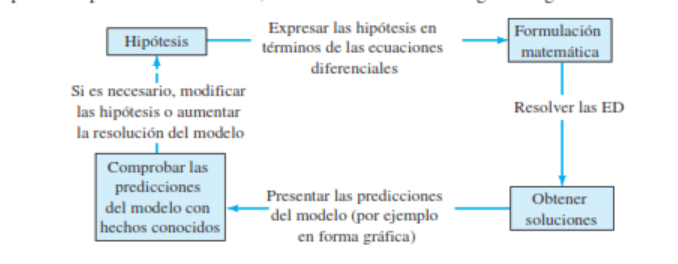 Hipótesis
Expresar las hipótesis en
términos de las ecuaciones
diferenciales
Formulación
matemática
Resolver las ED
Obtener
soluciones
Presentar las predicciones
del modelo (por ejemplo
en forma gráfica)
Comprobar las
predicciones
del modelo con
hechos conocidos
Si es necesario, modificar
las hipótesis o aumentar
la resolución del modelo